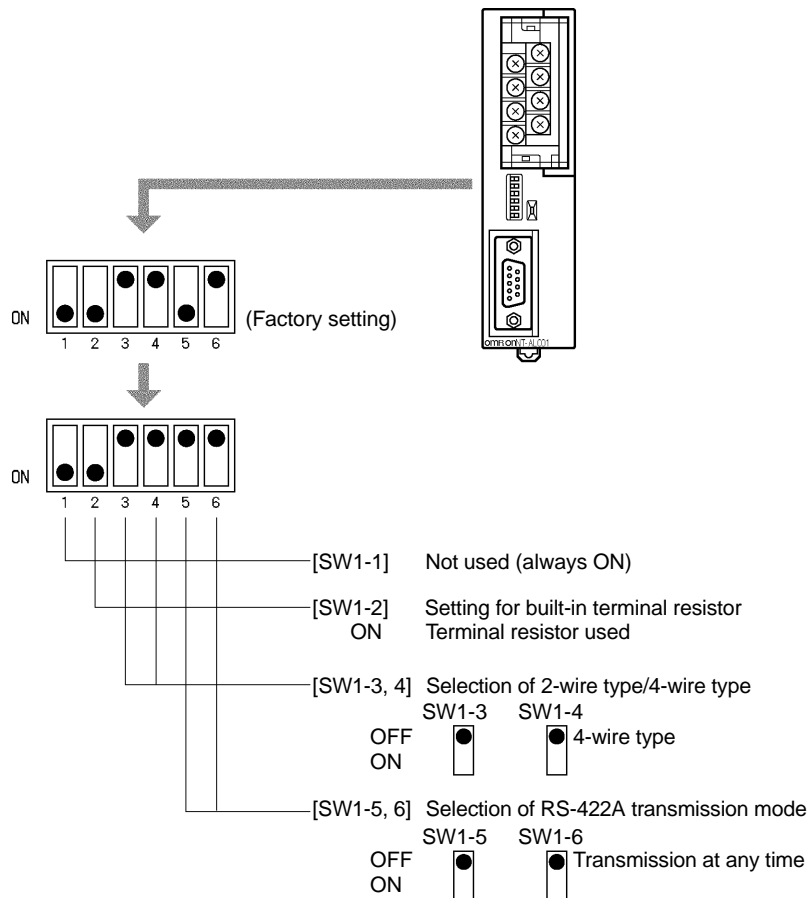 OMRON NT-AL001
ON
(Factory setting)
1 2 3 4 5 6
ON
1 2 3 4 5 6
[SW1-1] Not used (always ON)
[SW1-2] Setting for built-in terminal resistor
ON Terminal resistor used
[SW1-3, 4] Selection of 2-wire type/4-wire type
SW1-3 SW1-4
OFF 4-wire type
ON
[SW1-5, 6] Selection of RS-422A transmission mode
SW1-5 SW1-6
OFF Transmission at any time
ON